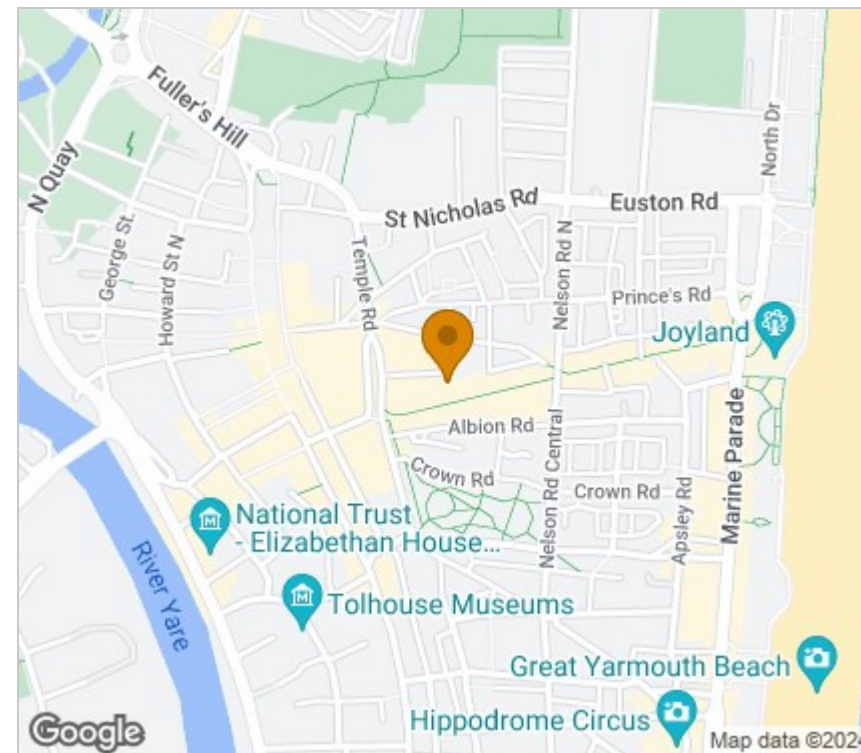 Fuller's Hill
N Quay
North Dr
St Nicholas Rd
Euston Rd
George St.
Howard St N
Temple Rd
Nelson Rd N
Prince's Rd
Joyland
Albion Rd
Marine Parade
Crown Rd
Crown Rd
Nelson Rd Central
Apsley Rd
National Trust
- Elizabethan House...
River Yare
Tolhouse Museums
Great Yarmouth Beach
Hippodrome Circus
Google
Map data ©2024